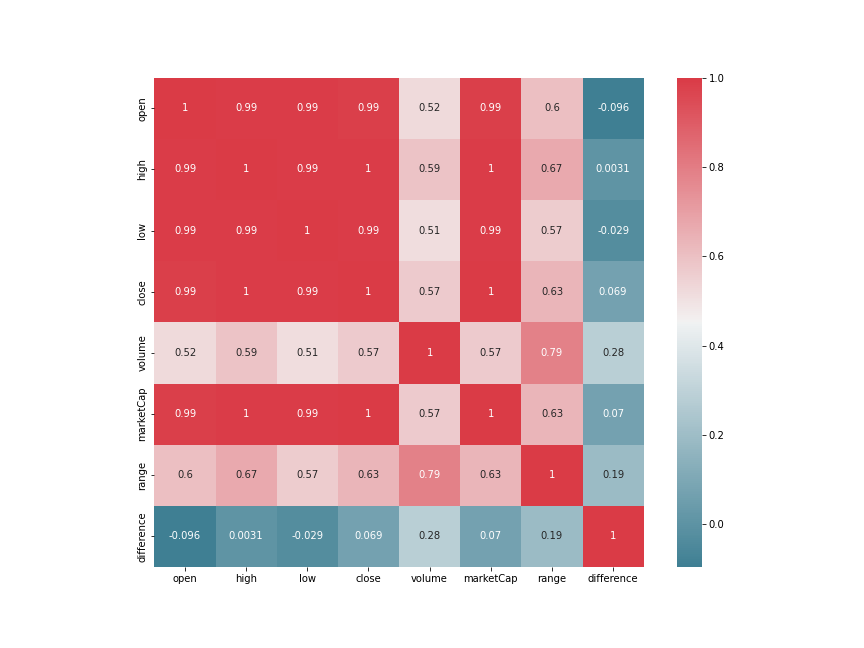 open 1 0.99 0.99 0.99 0.52 0.99 0.6 -0.096
high 0.99 1 0.99 1 0.59 1 0.67 0.0031
low 0.99 0.99 1 0.99 0.51 0.99 0.57 -0.029
close 0.99 1 0.99 1 0.57 1 0.63 0.069
volume 0.52 0.59 0.51 0.57 1 0.57 0.79 0.28
marketCap 0.99 1 0.99 1 0.57 1 0.63 0.07
range 0.6 0.67 0.57 0.63 0.79 0.63 1 0.19
difference -0.096 0.0031 -0.029 0.069 0.28 0.07 0.19 1
open high low close volume marketCap range difference
1.0
0.8
0.6
0.4
0.2
0.0